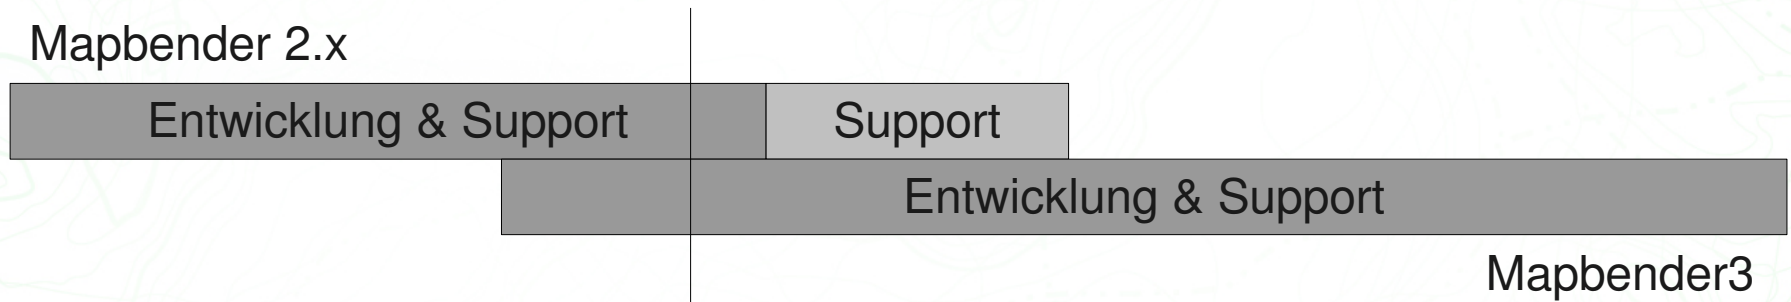 Mapbender 2.x
Entwicklung & Support
Support
Entwicklung & Support
Mapbender3